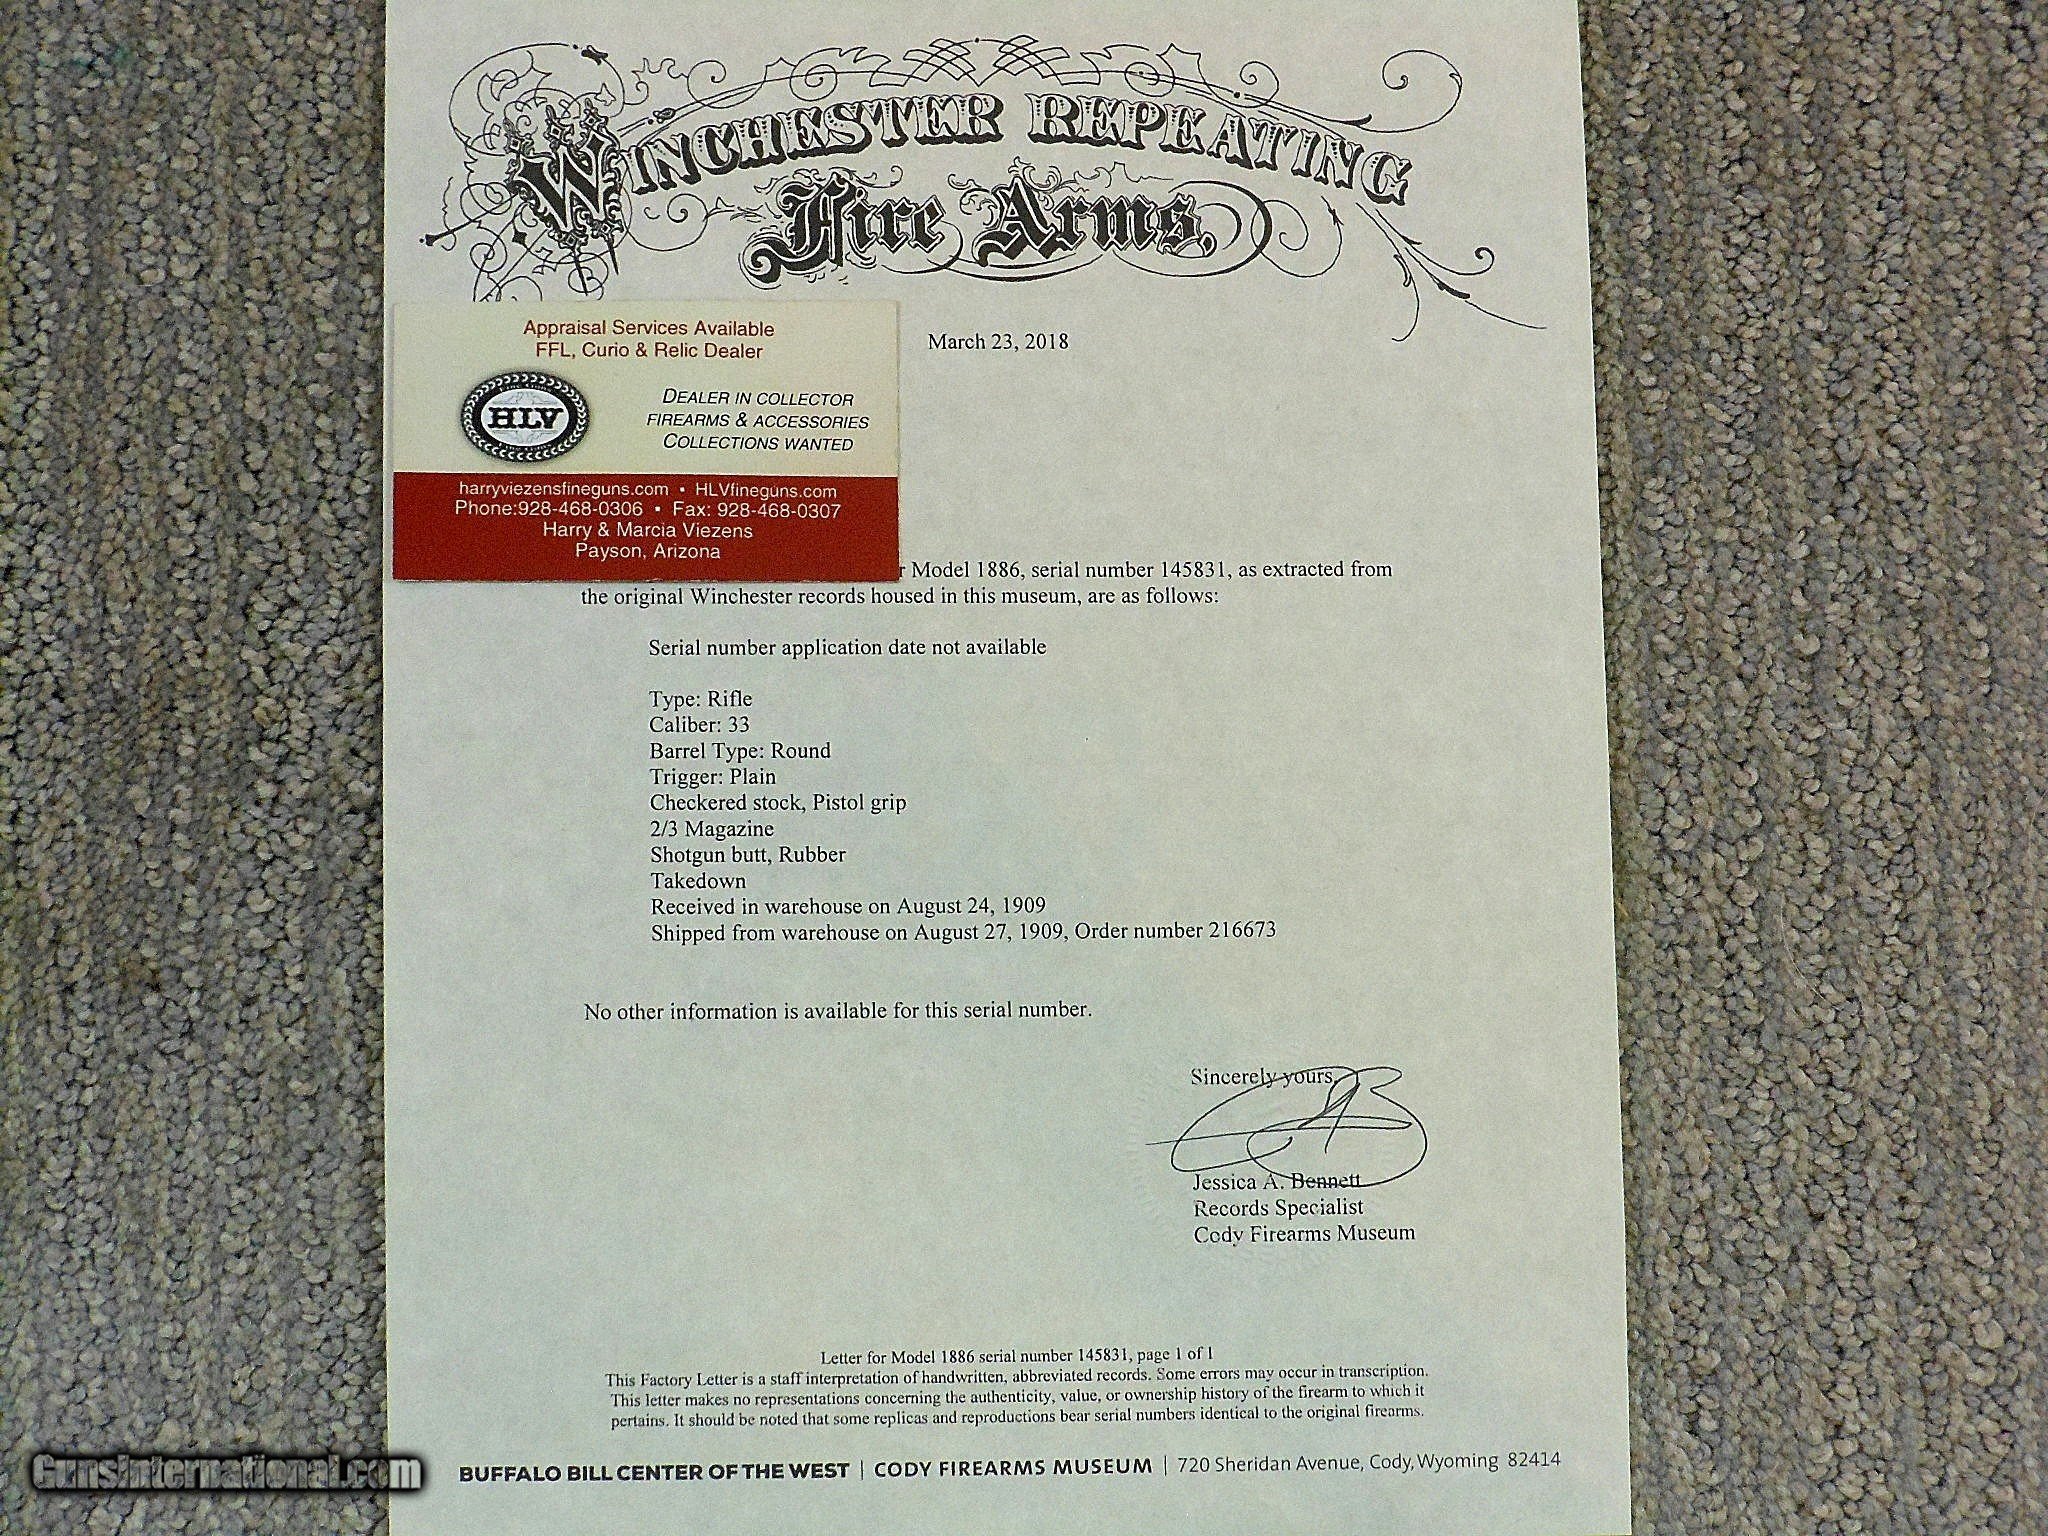 WINCHESTER REPEATING
Fire Arms.
Appraisal Services Available
FFL, Curio & Relic Dealer
HLV
DEALER IN COLLECTOR
FIREARMS & ACCESSORIES
COLLECTIONS WANTED
harryviezensfineguns.com • HLVfineguns.com
Phone:928-468-0306 • Fax: 928-468-0307
Harry & Marcia Viezens
Payson, Arizona
March 23, 2018
r Model 1886, serial number 145831, as extracted from
the original Winchester records housed in this museum, are as follows:
Serial number application date not available
Type: Rifle
Caliber: 33
Barrel Type: Round
Trigger: Plain
Checkered stock, Pistol grip
2/3 Magazine
Shotgun butt, Rubber
Takedown
Received in warehouse on August 24, 1909
Shipped from warehouse on August 27, 1909, Order number 216673
No other information is available for this serial number.
Sincerely yours,
Jessica A. Bennett
Records Specialist
Cody Firearms Museum
Letter for Model 1886 serial number 145831, page 1 of 1
This Factory Letter is a staff interpretation of handwritten, abbreviated records. Some errors may occur in transcription.
This letter makes no representations concerning the authenticity, value, or ownership history of the firearm to which it
pertains. It should be noted that some replicas and reproductions bear serial numbers identical to the original firearms.
BUFFALO BILL CENTER OF THE WEST | CODY FIREARMS MUSEUM | 720 Sheridan Avenue, Cody, Wyoming 82414
GunsInternational.com